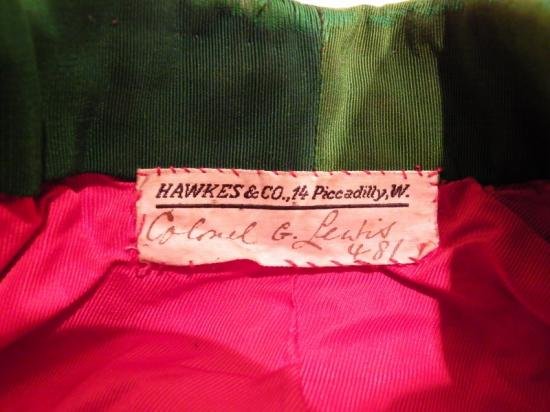 HAWKES & CO., 14 Piccadilly, W.
Colonel G. Lewis
481